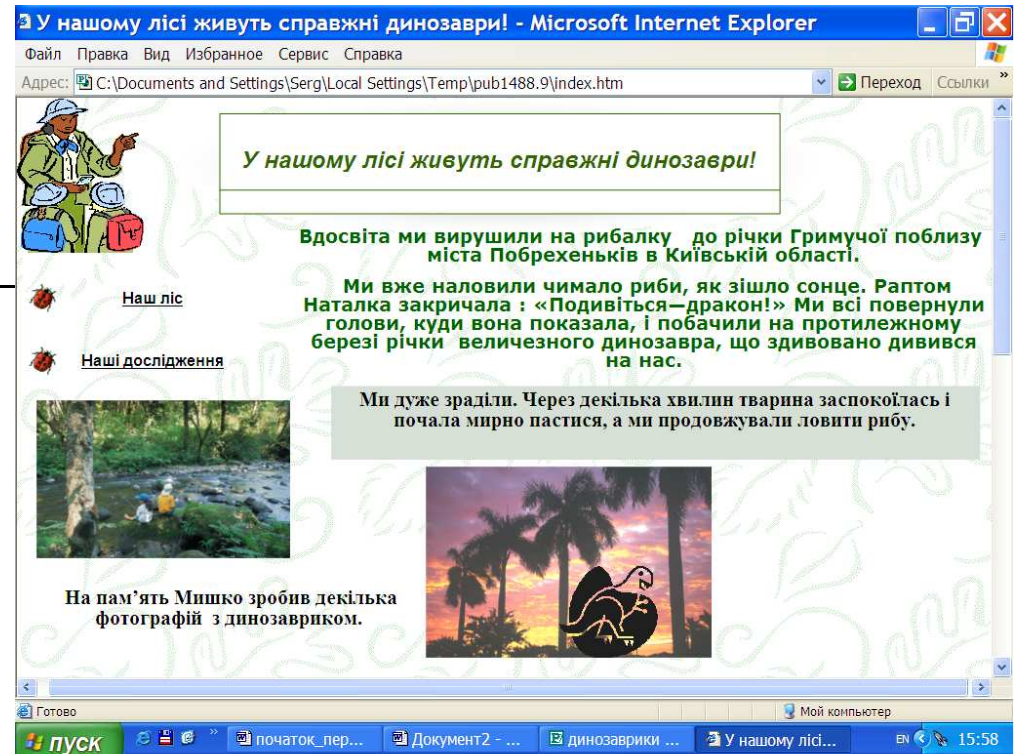 У нашому лісі живуть справжні динозаври! - Microsoft Internet Explorer
Файл Правка Вид Избранное Сервис Справка
Адрес: C:\Documents and Settings\Serg\Local Settings\Temp\pub1488.9\index.htm Переход Ссылки »
У нашому лісі живуть справжні динозаври!
Вдосвіта ми вирушили на рибалку до річки Гримучої поблизу
міста Побрехеньків в Київській області.
Ми вже наловили чимало риби, як зішло сонце. Раптом
Наталка закричала : «Подивіться—дракон!» Ми всі повернули
голови, куди вона показала, і побачили на протилежному
березі річки величезного динозавра, що здивовано дивився
на нас.
Наш ліс
Наші дослідження
Ми дуже зраділи. Через декілька хвилин тварина заспокоїлась і
почала мирно пастися, а ми продовжували ловити рибу.
На пам’ять Мишко зробив декілька
фотографій з динозавриком.
Готово Мой компьютер
пуск » початок_пер... Документ2 - ... динозаврики ... У нашому лісі... EN 15:58